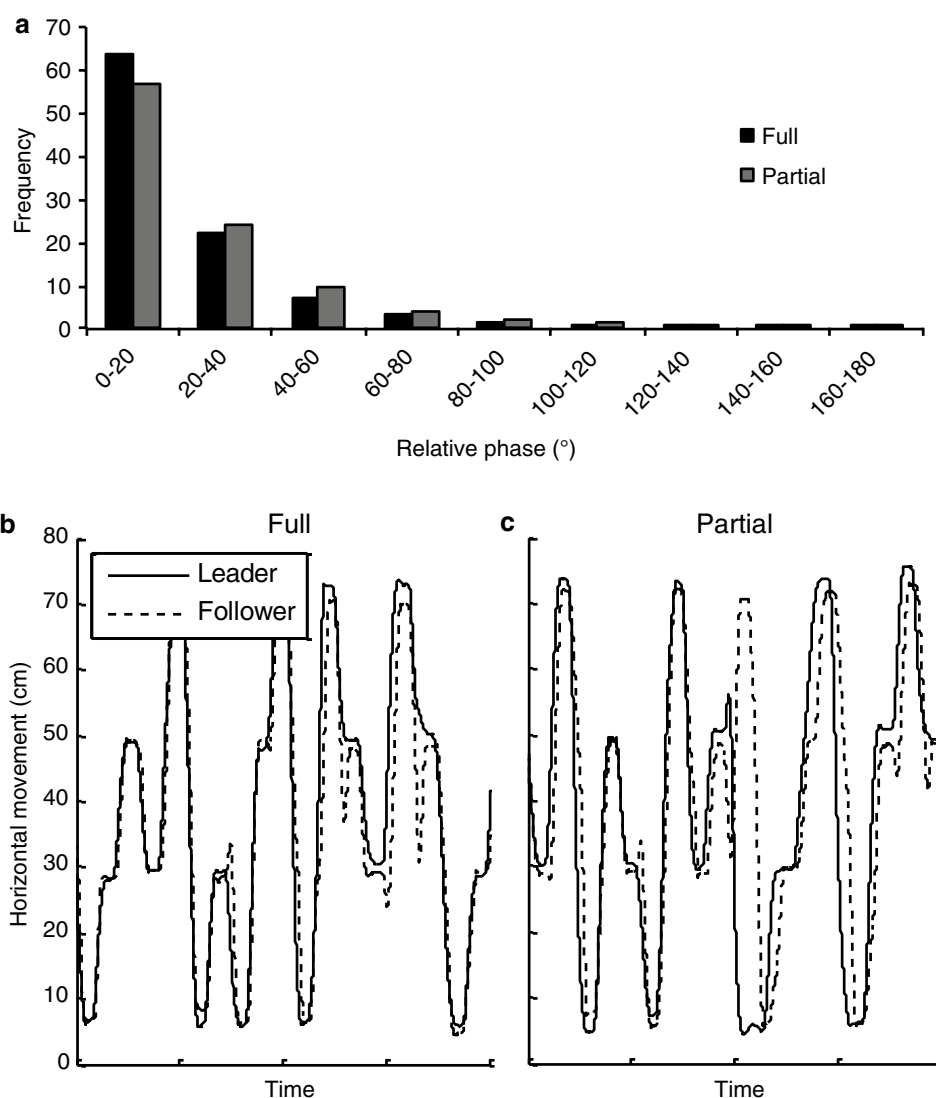 a
70
60
50
40
30
20
10
0
Frequency
Full
Partial
0-20
20-40
40-60
60-80
80-100
100-120
120-140
140-160
160-180
Relative phase (°)
b
Full
80
70
60
50
40
30
20
10
0
Horizontal movement (cm)
Leader
Follower
Time
c
Partial
Time